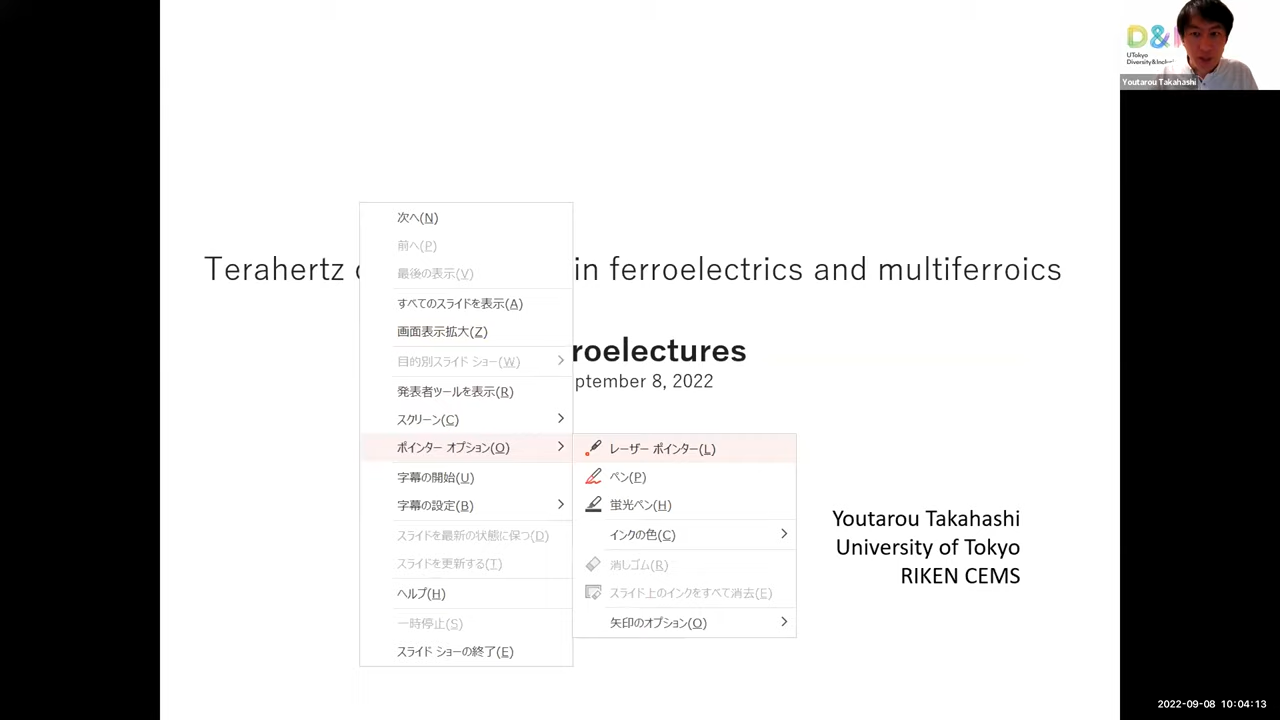 D&
UTokyo
Diversity&Inclu
Youtarou Takahashi
Terahertz
in ferroelectrics and multiferroics
roelectures
ptember 8, 2022
次へ(N)
前へ(P)
最後の表示(V)
すべてのスライドを表示(A)
画面表示拡大(Z)
目的別スライド ショー(W)
発表者ツールを表示(R)
スクリーン(C)
ポインター オプション(O)
字幕の開始(U)
字幕の設定(B)
スライドを最新の状態に保つ(D)
スライドを更新する(T)
ヘルプ(H)
一時停止(S)
スライド ショーの終了(E)
レーザー ポインター(L)
ペン(P)
蛍光ペン(H)
インクの色(C)
消しゴム(R)
スライド上のインクをすべて消去(E)
矢印のオプション(O)
Youtarou Takahashi
University of Tokyo
RIKEN CEMS
2022-09-08 10:04:13